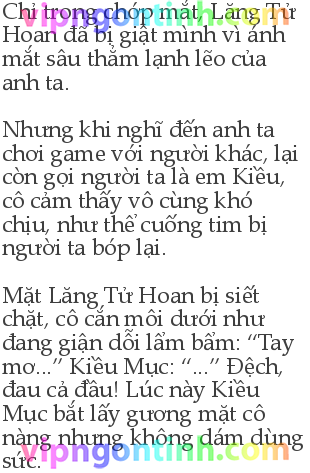 Chỉ trong chớp mắt, Lăng Tử
vipngontinh.com
Hoan đã bị giật mình vì ánh
mắt sâu thẳm lạnh lẽo của
anh ta.
Nhưng khi nghĩ đến anh ta
chơi game với người khác, lại
còn gọi người ta là em Kiều,
cô cảm thấy vô cùng khó
chịu, như thể cuống tim bị
người ta bóp lại.
Mặt Lăng Tử Hoan bị siết
chặt, cô cắn môi dưới như
đang giận dỗi lẩm bẩm: “Tay
mơ...” Kiều Mục: “...” Đệch,
đau cả đầu! Lúc này Kiều
Mục bắt lấy gương mặt cô
nàng nhưng không dám dùng
vipngontinh.com
sức.